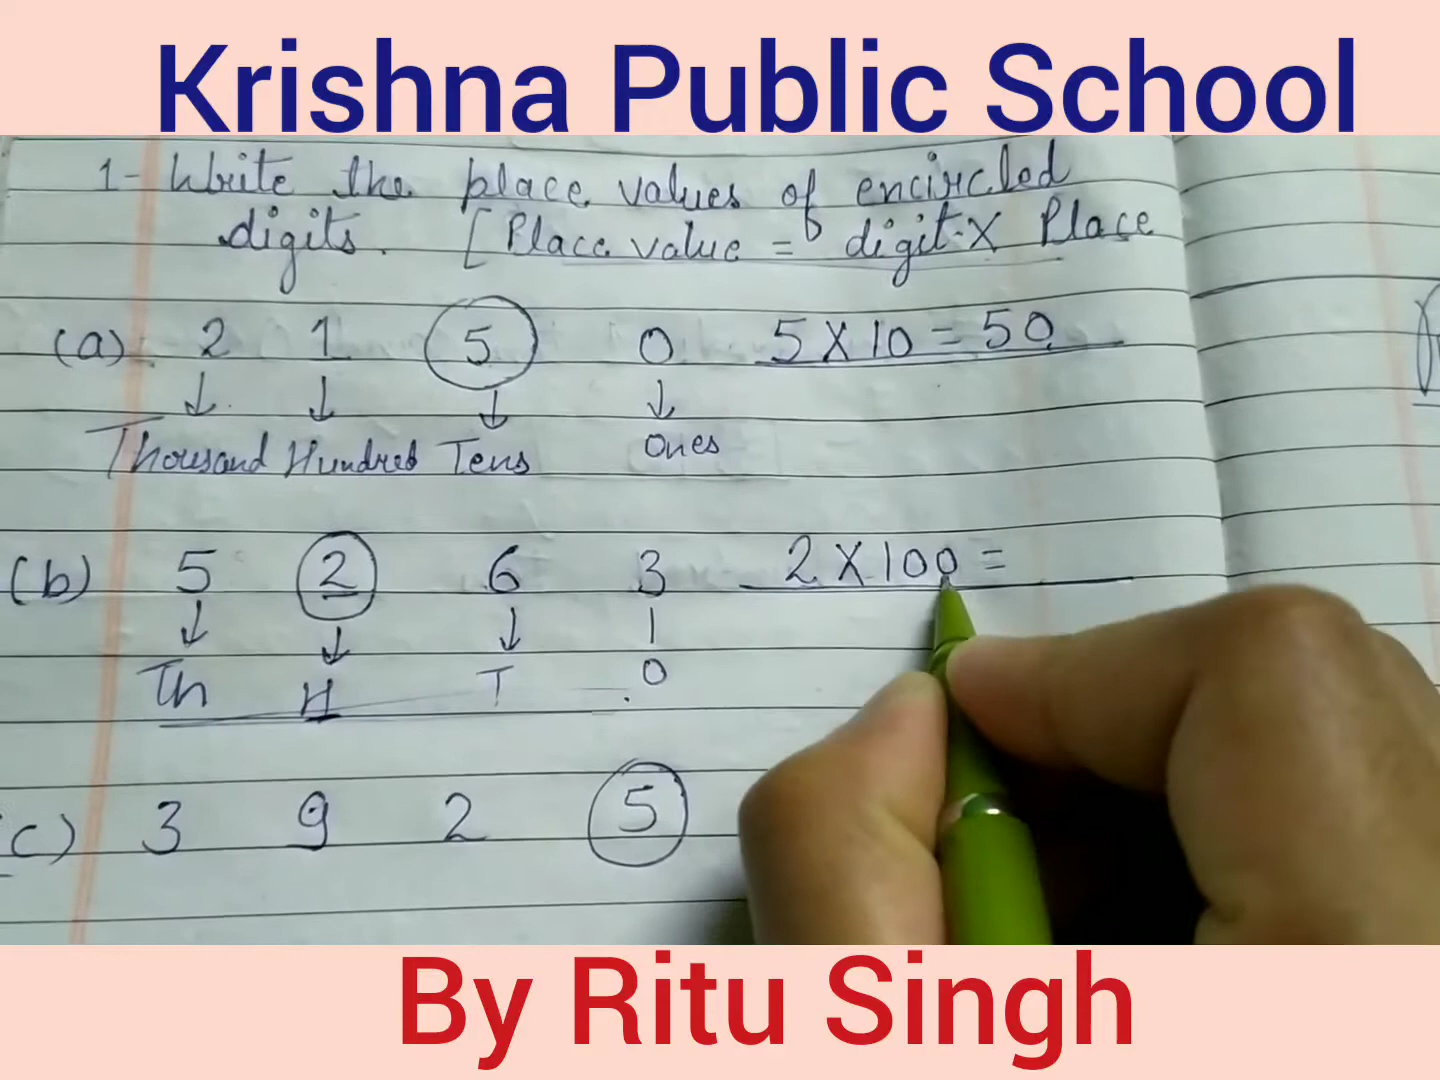 Krishna Public School
1- Write the place values of encircled
digits. [Place value = digit X Place
(a) 2 1 5 0 5 X 10 = 50
Thousand Hundred Tens Ones
(b) 5 2 6 3 2 X 100 =
Th H T O
(c) 3 9 2 5
By Ritu Singh